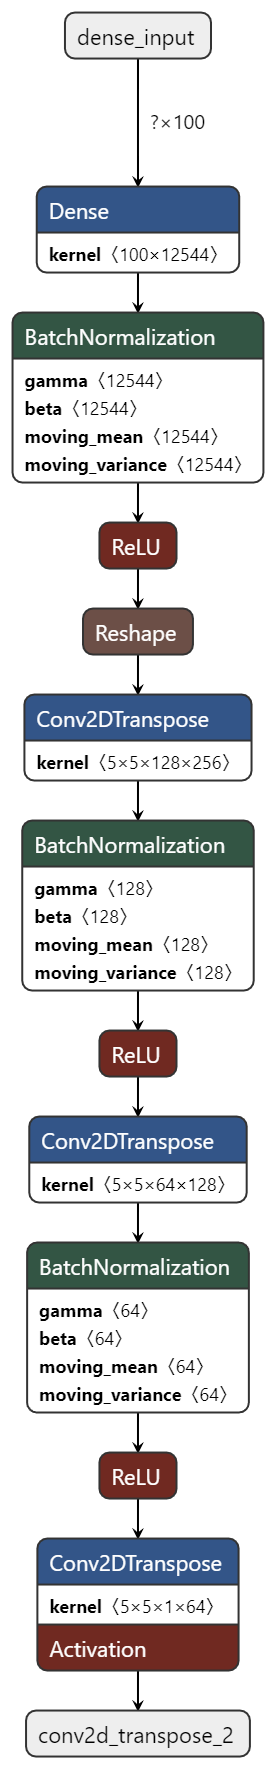 dense_input
?×100
Dense
kernel〈100×12544〉
BatchNormalization
gamma〈12544〉
beta〈12544〉
moving_mean〈12544〉
moving_variance〈12544〉
ReLU
Reshape
Conv2DTranspose
kernel〈5×5×128×256〉
BatchNormalization
gamma〈128〉
beta〈128〉
moving_mean〈128〉
moving_variance〈128〉
ReLU
Conv2DTranspose
kernel〈5×5×64×128〉
BatchNormalization
gamma〈64〉
beta〈64〉
moving_mean〈64〉
moving_variance〈64〉
ReLU
Conv2DTranspose
kernel〈5×5×1×64〉
Activation
conv2d_transpose_2